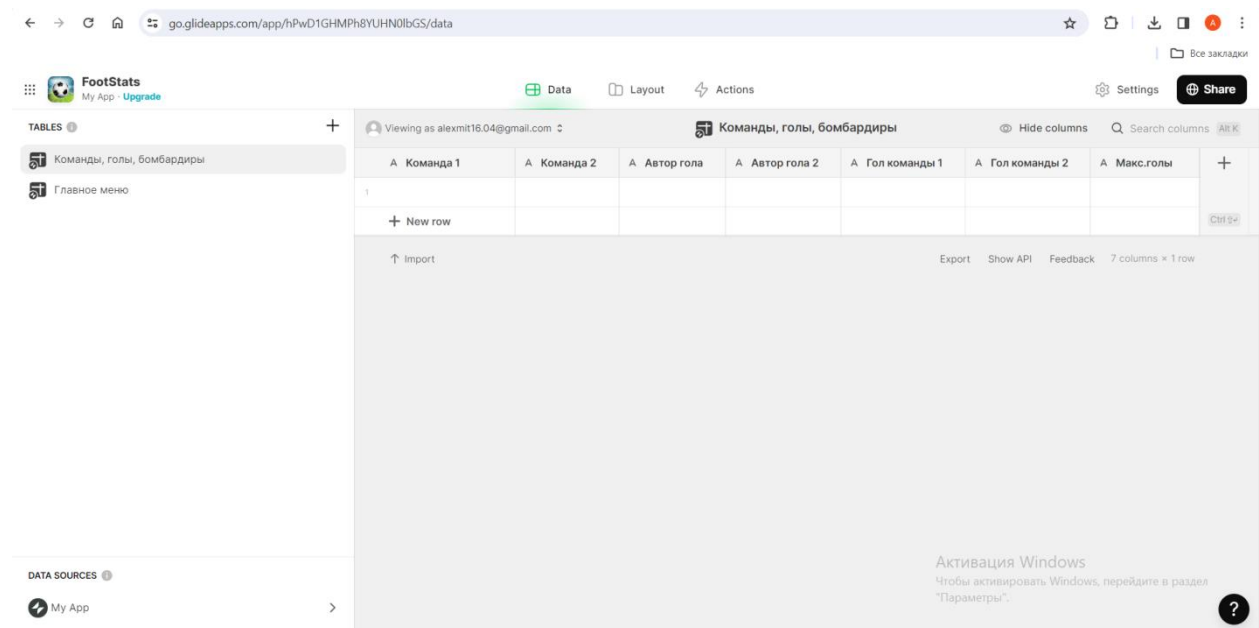 go.glideapps.com/app/hPwD1GHMPh8YUHN0lbGS/data
Все закладки
FootStats
My App · Upgrade
Data
Layout
Actions
Settings
Share
TABLES
Viewing as alexmit16.04@gmail.com
Команды, голы, бомбардиры
Hide columns
Search columns
Alt K
Команды, голы, бомбардиры
Главное меню
A Команда 1
A Команда 2
A Автор гола
A Автор гола 2
A Гол команды 1
A Гол команды 2
A Макс.голы
1
New row
Import
Export
Show API
Feedback
7 columns × 1 row
Активация Windows
Чтобы активировать Windows, перейдите в раздел
"Параметры".
DATA SOURCES
My App
?